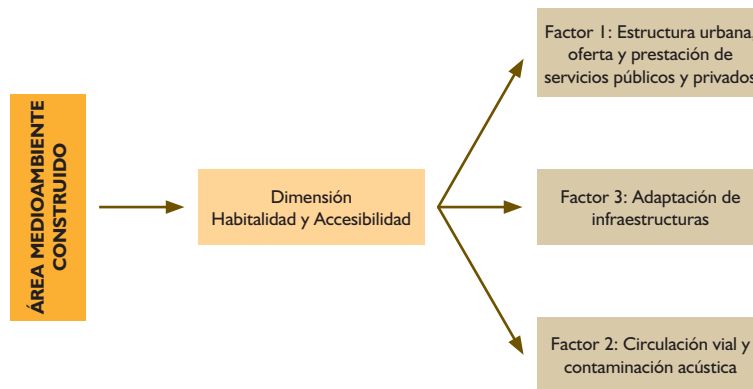 ÁREA MEDIOAMBIENTE
CONSTRUIDO
Dimensión
Habitalidad y Accesibilidad
Factor 1: Estructura urbana,
oferta y prestación de
servicios públicos y privados
Factor 3: Adaptación de
infraestructuras
Factor 2: Circulación vial y
contaminación acústica